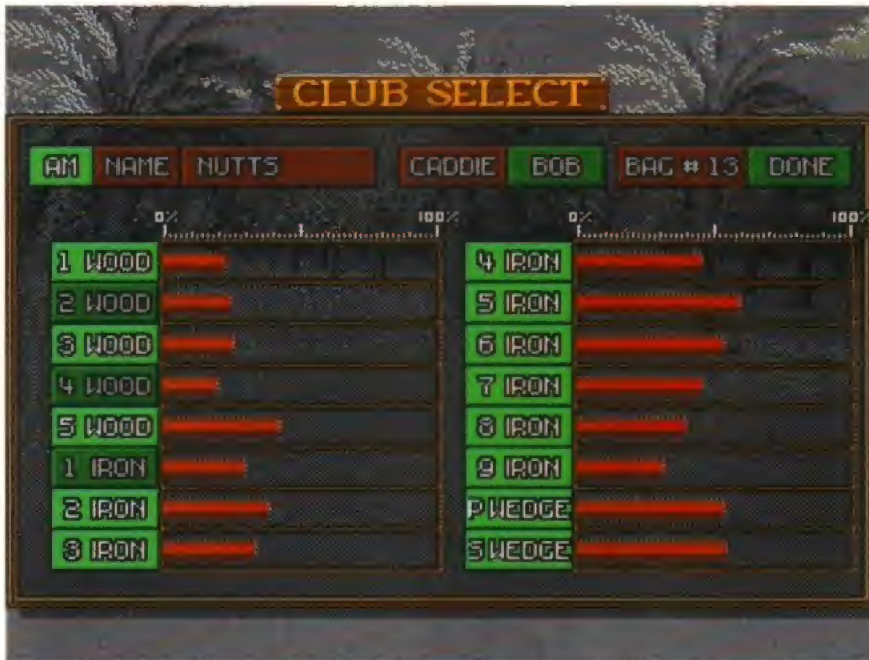 CLUB SELECT
AM NAME NUTTS CADDIE BOB BAG # 13 DONE
0% 100% 0% 100%
1 WOOD 4 IRON
2 WOOD 5 IRON
3 WOOD 6 IRON
4 WOOD 7 IRON
5 WOOD 8 IRON
1 IRON 9 IRON
2 IRON P WEDGE
3 IRON S WEDGE